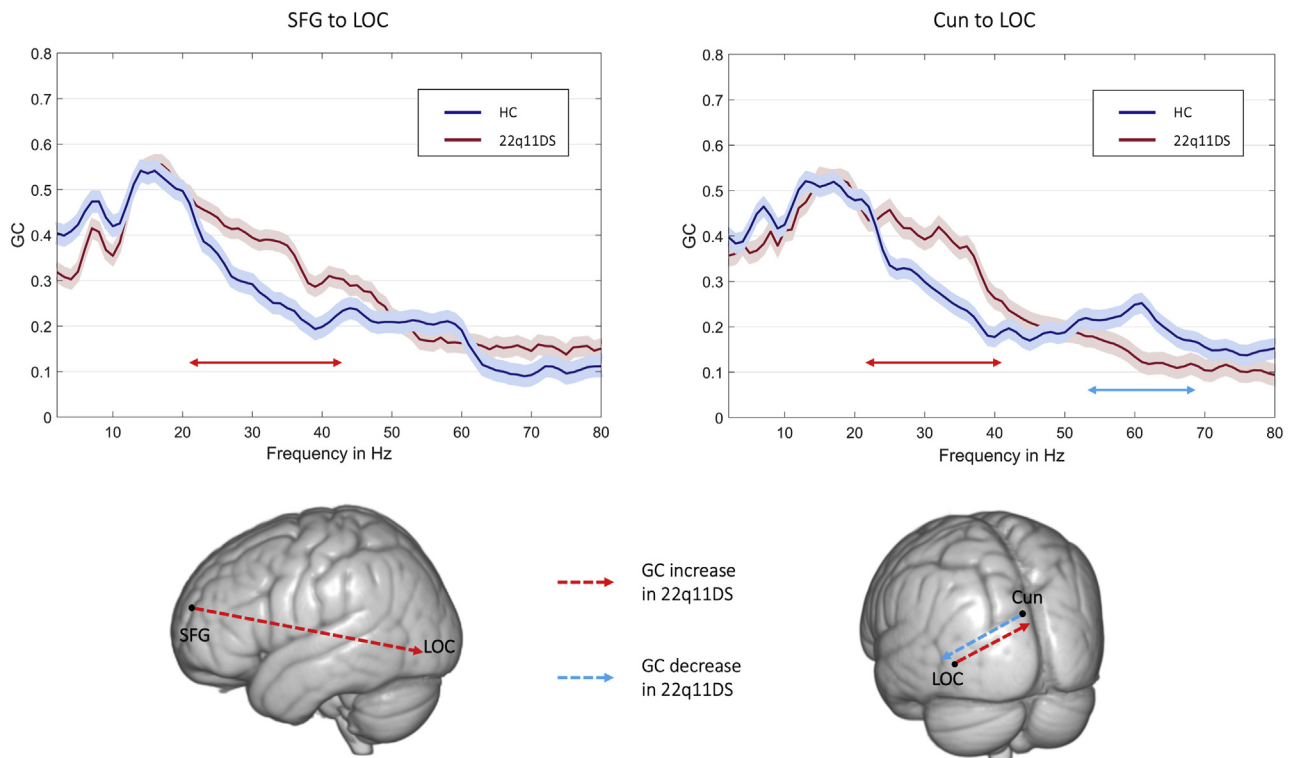 SFG to LOC
Cun to LOC
0.8
0.7
0.6
0.5
0.4
0.3
0.2
0.1
0
GC
HC
22q11DS
10 20 30 40 50 60 70 80
Frequency in Hz
0.8
0.7
0.6
0.5
0.4
0.3
0.2
0.1
0
GC
HC
22q11DS
10 20 30 40 50 60 70 80
Frequency in Hz
SFG
LOC
GC increase
in 22q11DS
GC decrease
in 22q11DS
Cun
LOC